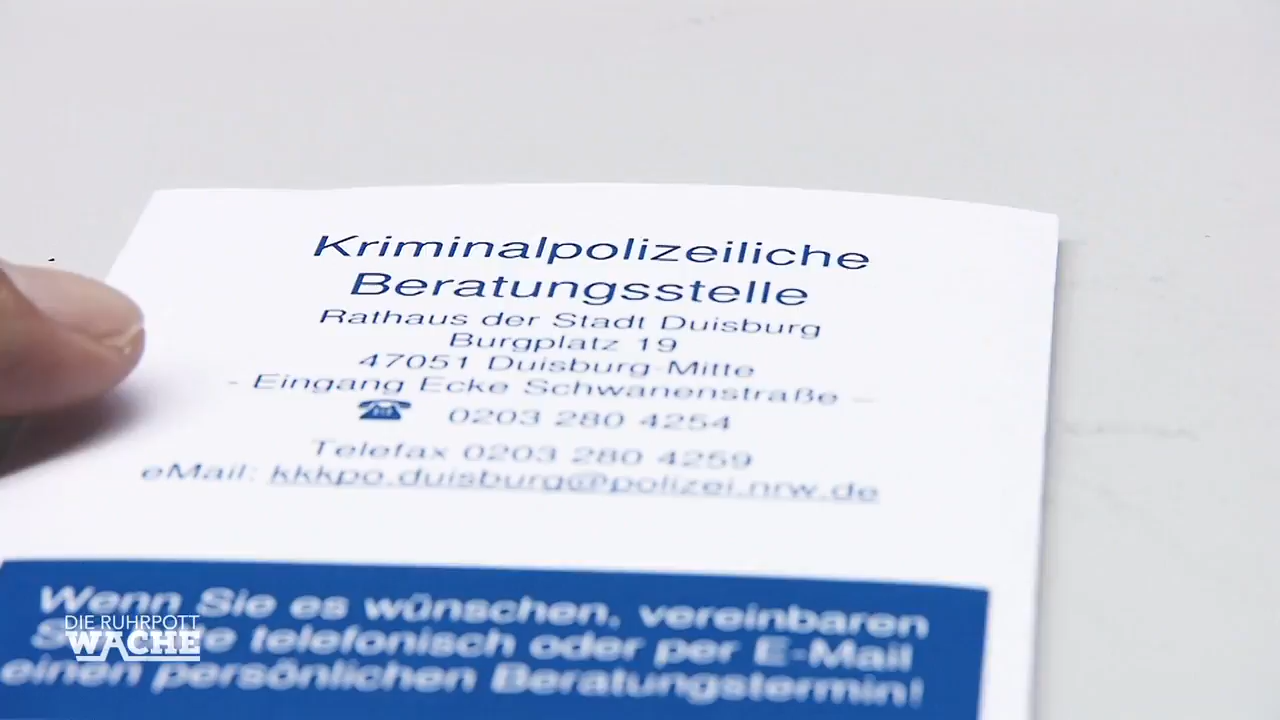 Kriminalpolizeiliche
Beratungsstelle
Rathaus der Stadt Duisburg
Burgplatz 19
47051 Duisburg-Mitte
- Eingang Ecke Schwanenstraße –
☎ 0203 280 4254
Telefax 0203 280 4259
eMail: kkkpo.duisburg@polizei.nrw.de
Wenn Sie es wünschen, vereinbaren
telefonisch oder per E-Mail
einen persönlichen Beratungstermin!
DIE RUHRPOTT
WACHE